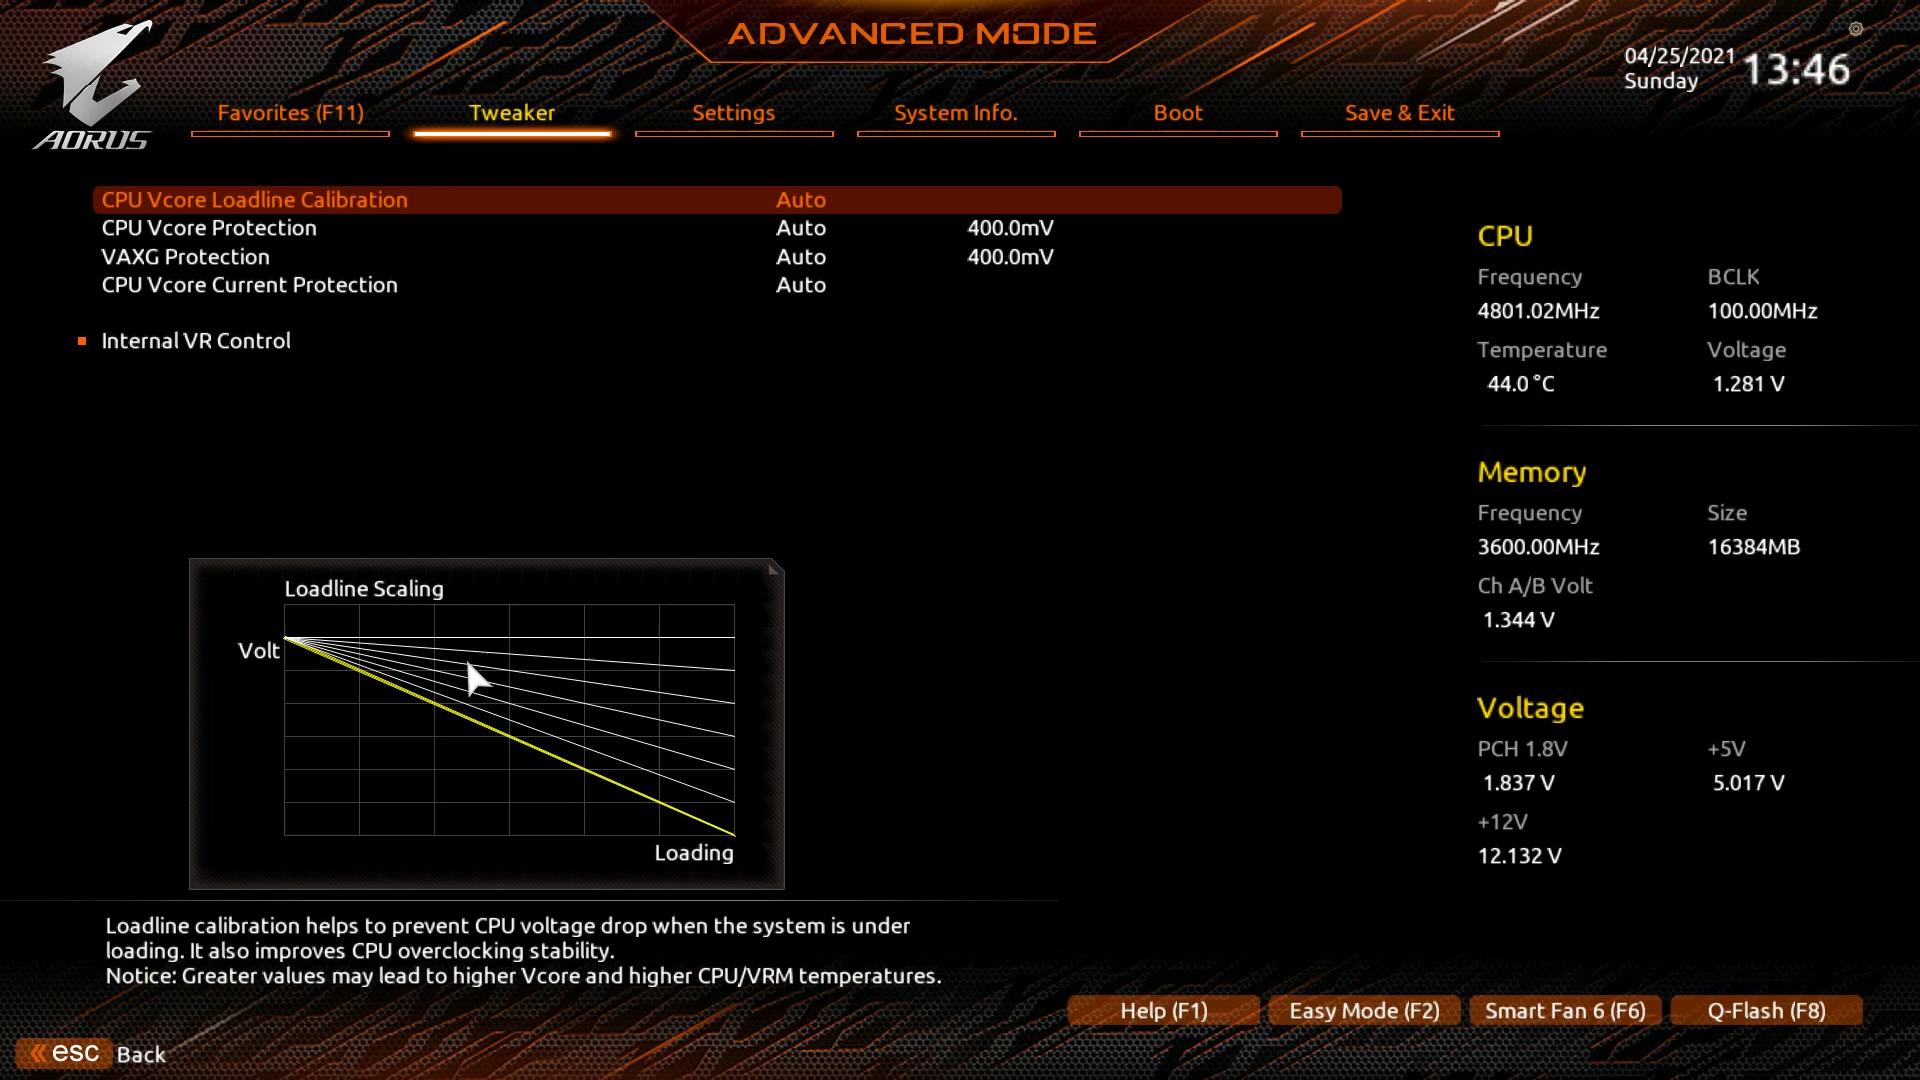 ADVANCED MODE
AORUS
04/25/2021
Sunday
13:46
Favorites (F11)
Tweaker
Settings
System Info.
Boot
Save & Exit
CPU Vcore Loadline Calibration Auto
CPU Vcore Protection Auto 400.0mV
VAXG Protection Auto 400.0mV
CPU Vcore Current Protection Auto
Internal VR Control
Loadline Scaling
Volt
Loading
CPU
Frequency BCLK
4801.02MHz 100.00MHz
Temperature Voltage
44.0 °C 1.281 V
Memory
Frequency Size
3600.00MHz 16384MB
Ch A/B Volt
1.344 V
Voltage
PCH 1.8V +5V
1.837 V 5.017 V
+12V
12.132 V
Loadline calibration helps to prevent CPU voltage drop when the system is under
loading. It also improves CPU overclocking stability.
Notice: Greater values may lead to higher Vcore and higher CPU/VRM temperatures.
Help (F1)
Easy Mode (F2)
Smart Fan 6 (F6)
Q-Flash (F8)
esc Back